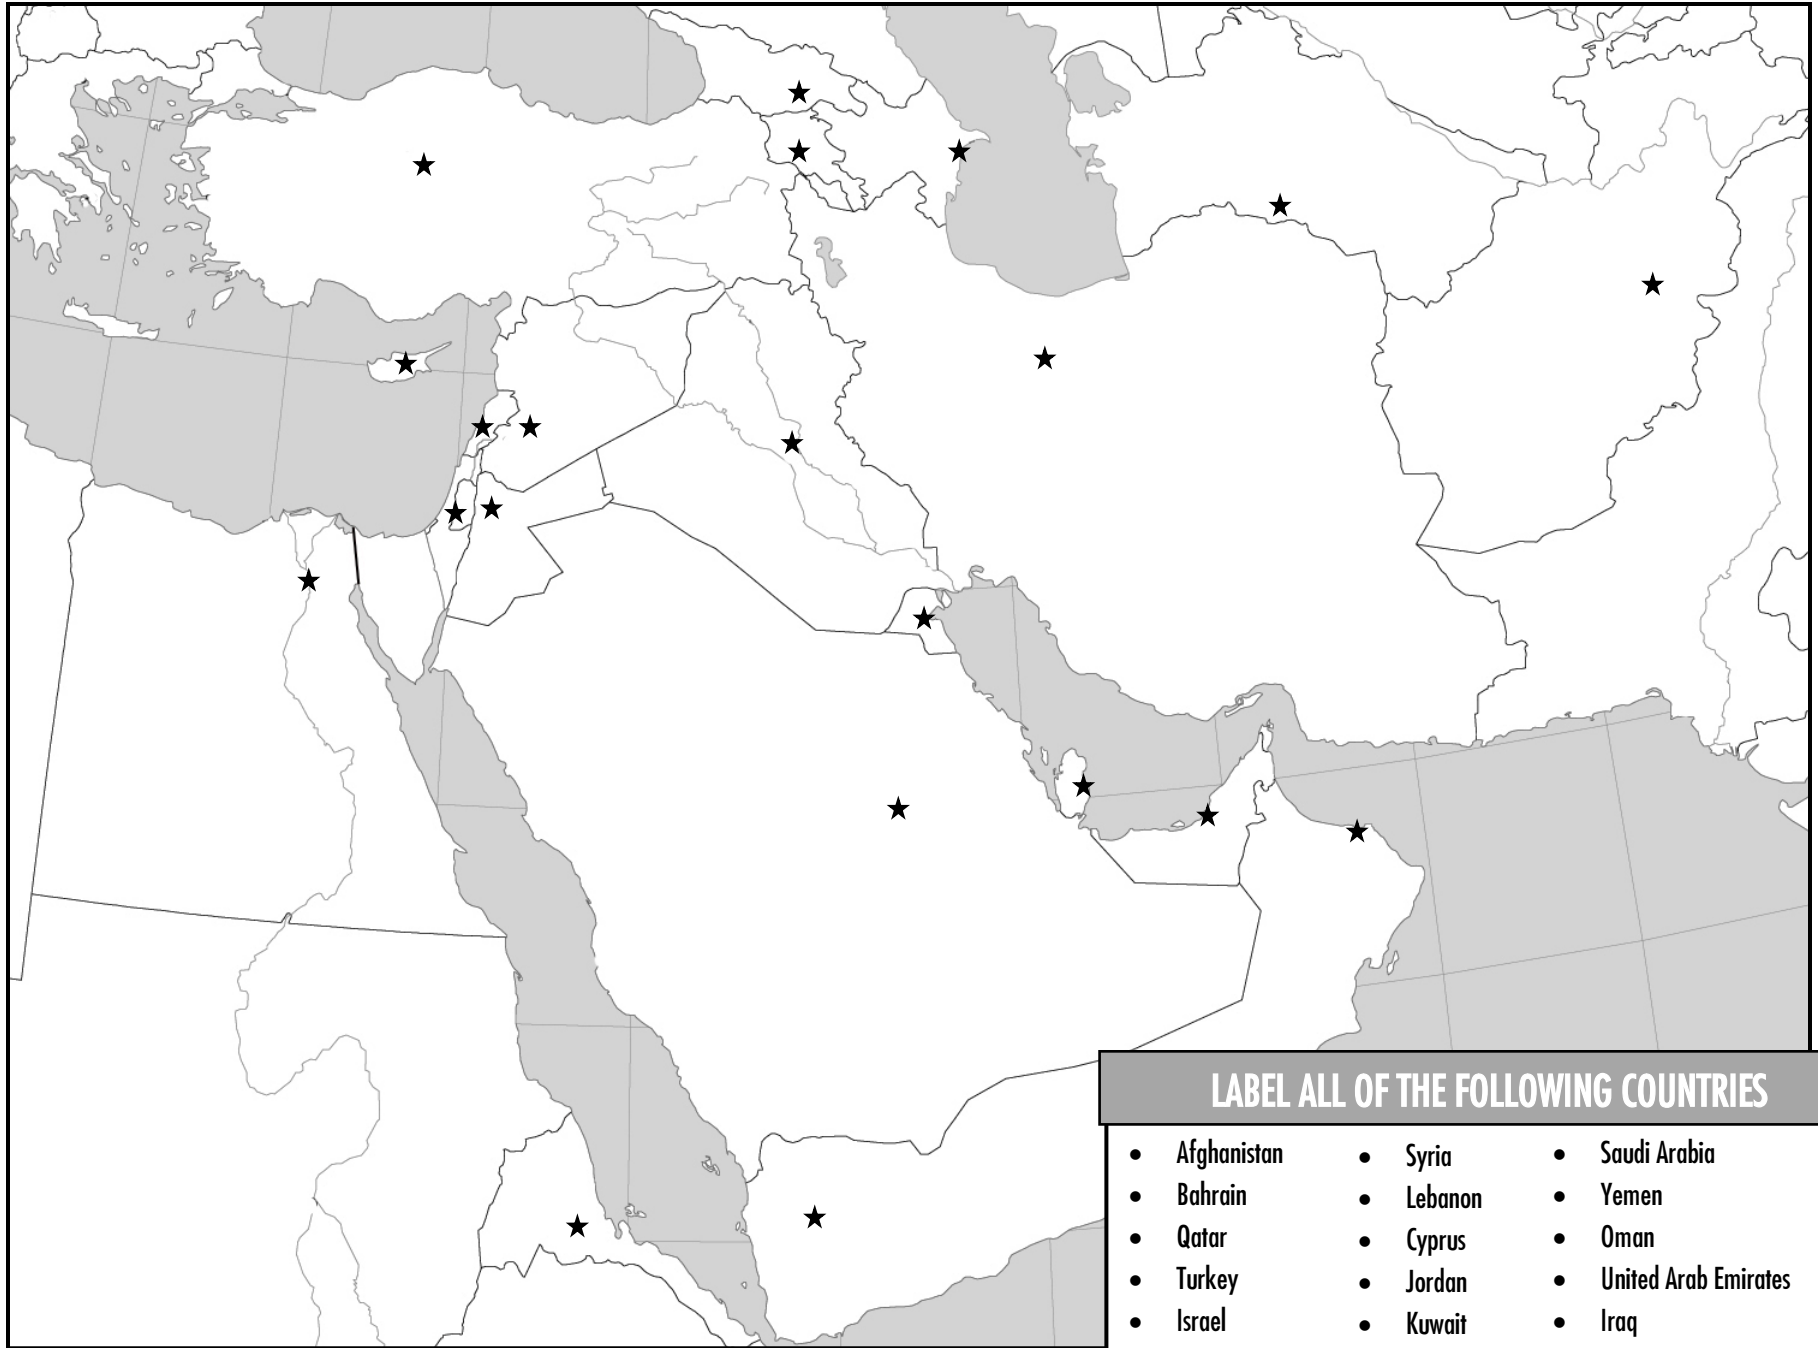 LABEL ALL OF THE FOLLOWING COUNTRIES
• Afghanistan
• Bahrain
• Qatar
• Turkey
• Israel
• Syria
• Lebanon
• Cyprus
• Jordan
• Kuwait
• Saudi Arabia
• Yemen
• Oman
• United Arab Emirates
• Iraq